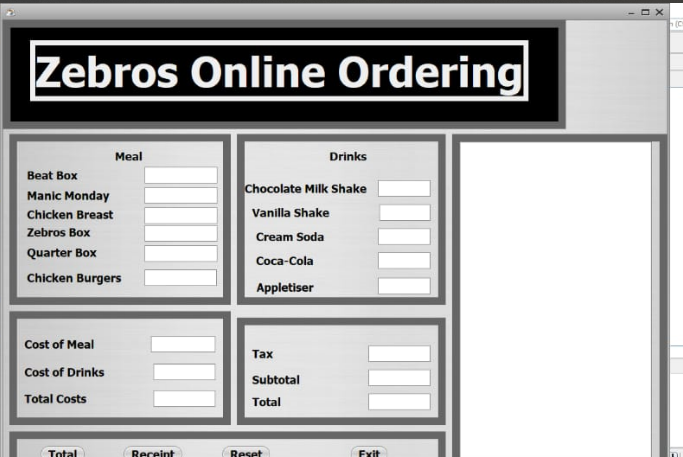 Zebros Online Ordering
Meal
Beat Box
Manic Monday
Chicken Breast
Zebros Box
Quarter Box
Chicken Burgers
Drinks
Chocolate Milk Shake
Vanilla Shake
Cream Soda
Coca-Cola
Appletiser
Cost of Meal
Cost of Drinks
Total Costs
Tax
Subtotal
Total
Total Receipt Reset Exit